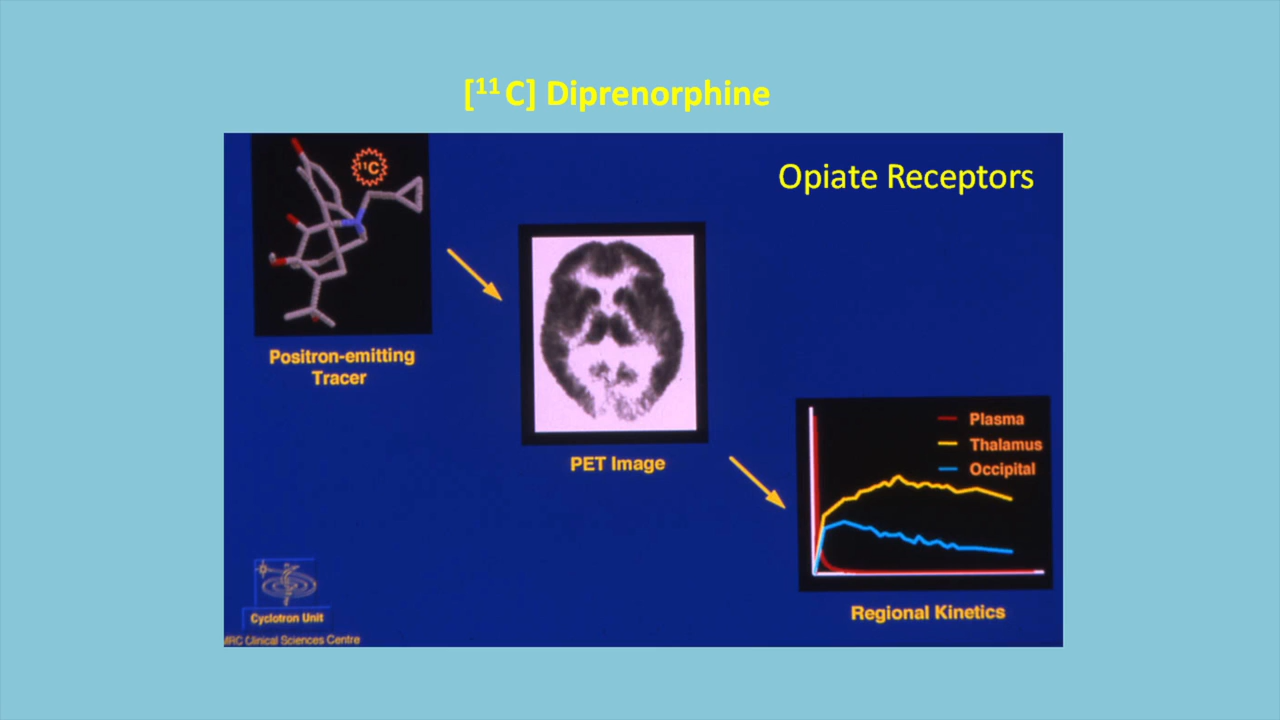 [¹¹C] Diprenorphine
¹¹C
Opiate Receptors
Positron-emitting
Tracer
PET Image
Plasma
Thalamus
Occipital
Regional Kinetics
Cyclotron Unit
MRC Clinical Sciences Centre